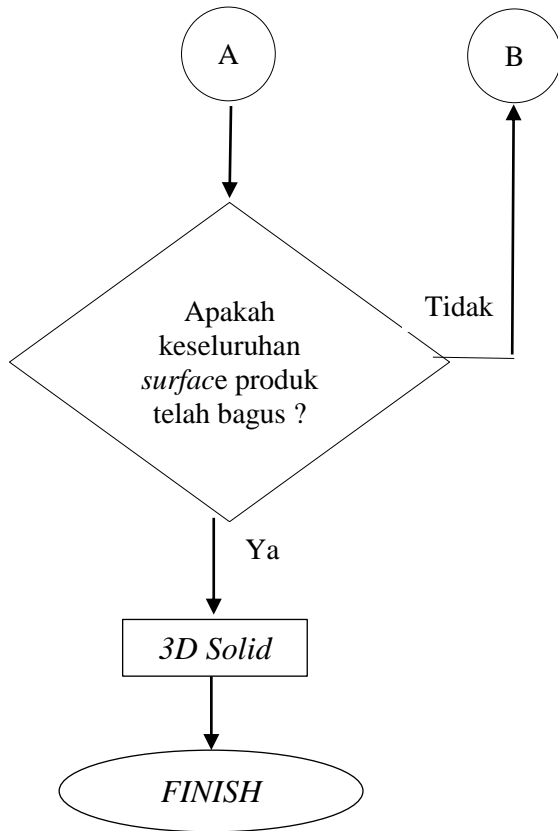 A
B
Tidak
Apakah
keseluruhan
surface produk
telah bagus ?
Ya
3D Solid
FINISH